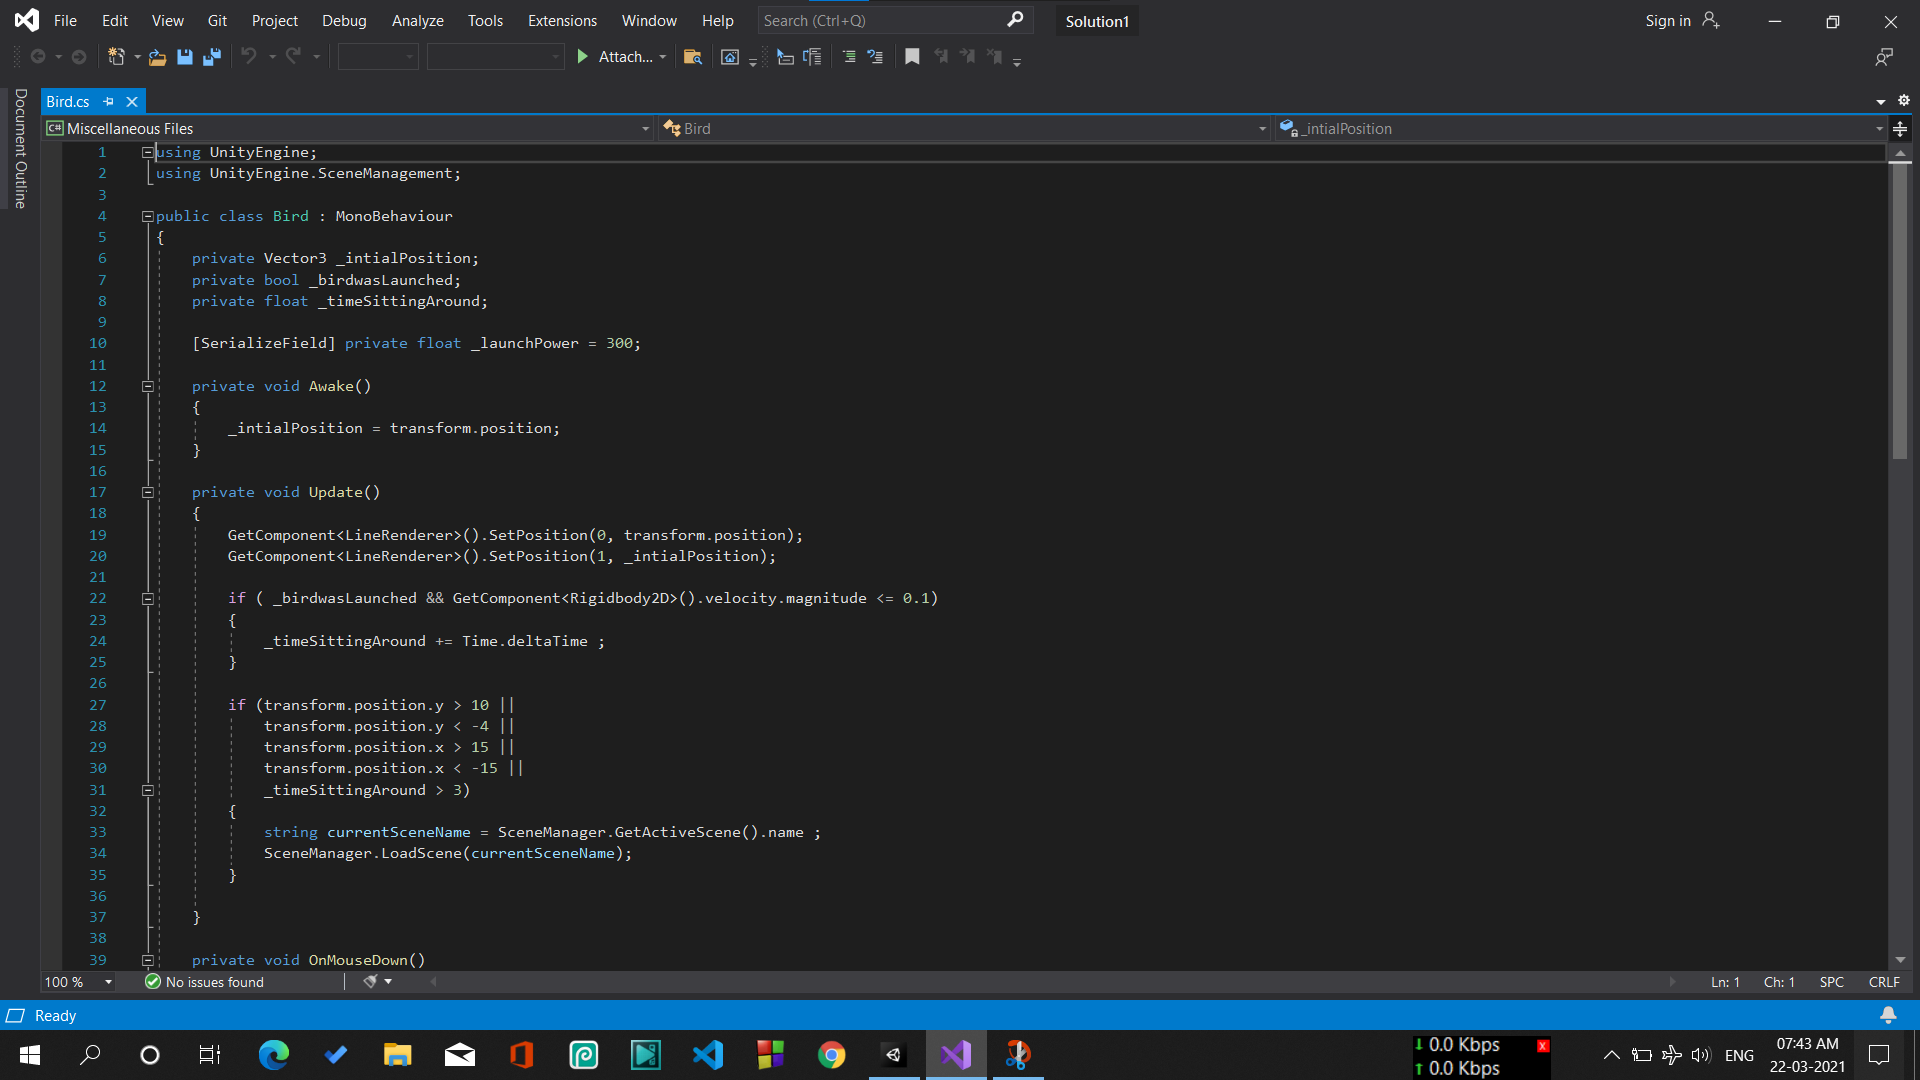 File Edit View Git Project Debug Analyze Tools Extensions Window Help Search (Ctrl+Q) Solution1 Sign in
Attach...
Document Outline
Bird.cs
C# Miscellaneous Files Bird _intialPosition
1 using UnityEngine;
2 using UnityEngine.SceneManagement;
3
4 public class Bird : MonoBehaviour
5 {
6 private Vector3 _intialPosition;
7 private bool _birdwasLaunched;
8 private float _timeSittingAround;
9
10 [SerializeField] private float _launchPower = 300;
11
12 private void Awake()
13 {
14 _intialPosition = transform.position;
15 }
16
17 private void Update()
18 {
19 GetComponent<LineRenderer>().SetPosition(0, transform.position);
20 GetComponent<LineRenderer>().SetPosition(1, _intialPosition);
21
22 if ( _birdwasLaunched && GetComponent<Rigidbody2D>().velocity.magnitude <= 0.1)
23 {
24 _timeSittingAround += Time.deltaTime ;
25 }
26
27 if (transform.position.y > 10 ||
28 transform.position.y < -4 ||
29 transform.position.x > 15 ||
30 transform.position.x < -15 ||
31 _timeSittingAround > 3)
32 {
33 string currentSceneName = SceneManager.GetActiveScene().name ;
34 SceneManager.LoadScene(currentSceneName);
35 }
36
37 }
38
39 private void OnMouseDown()
100 % No issues found Ln: 1 Ch: 1 SPC CRLF
Ready
0.0 Kbps
0.0 Kbps
ENG
07:43 AM
22-03-2021